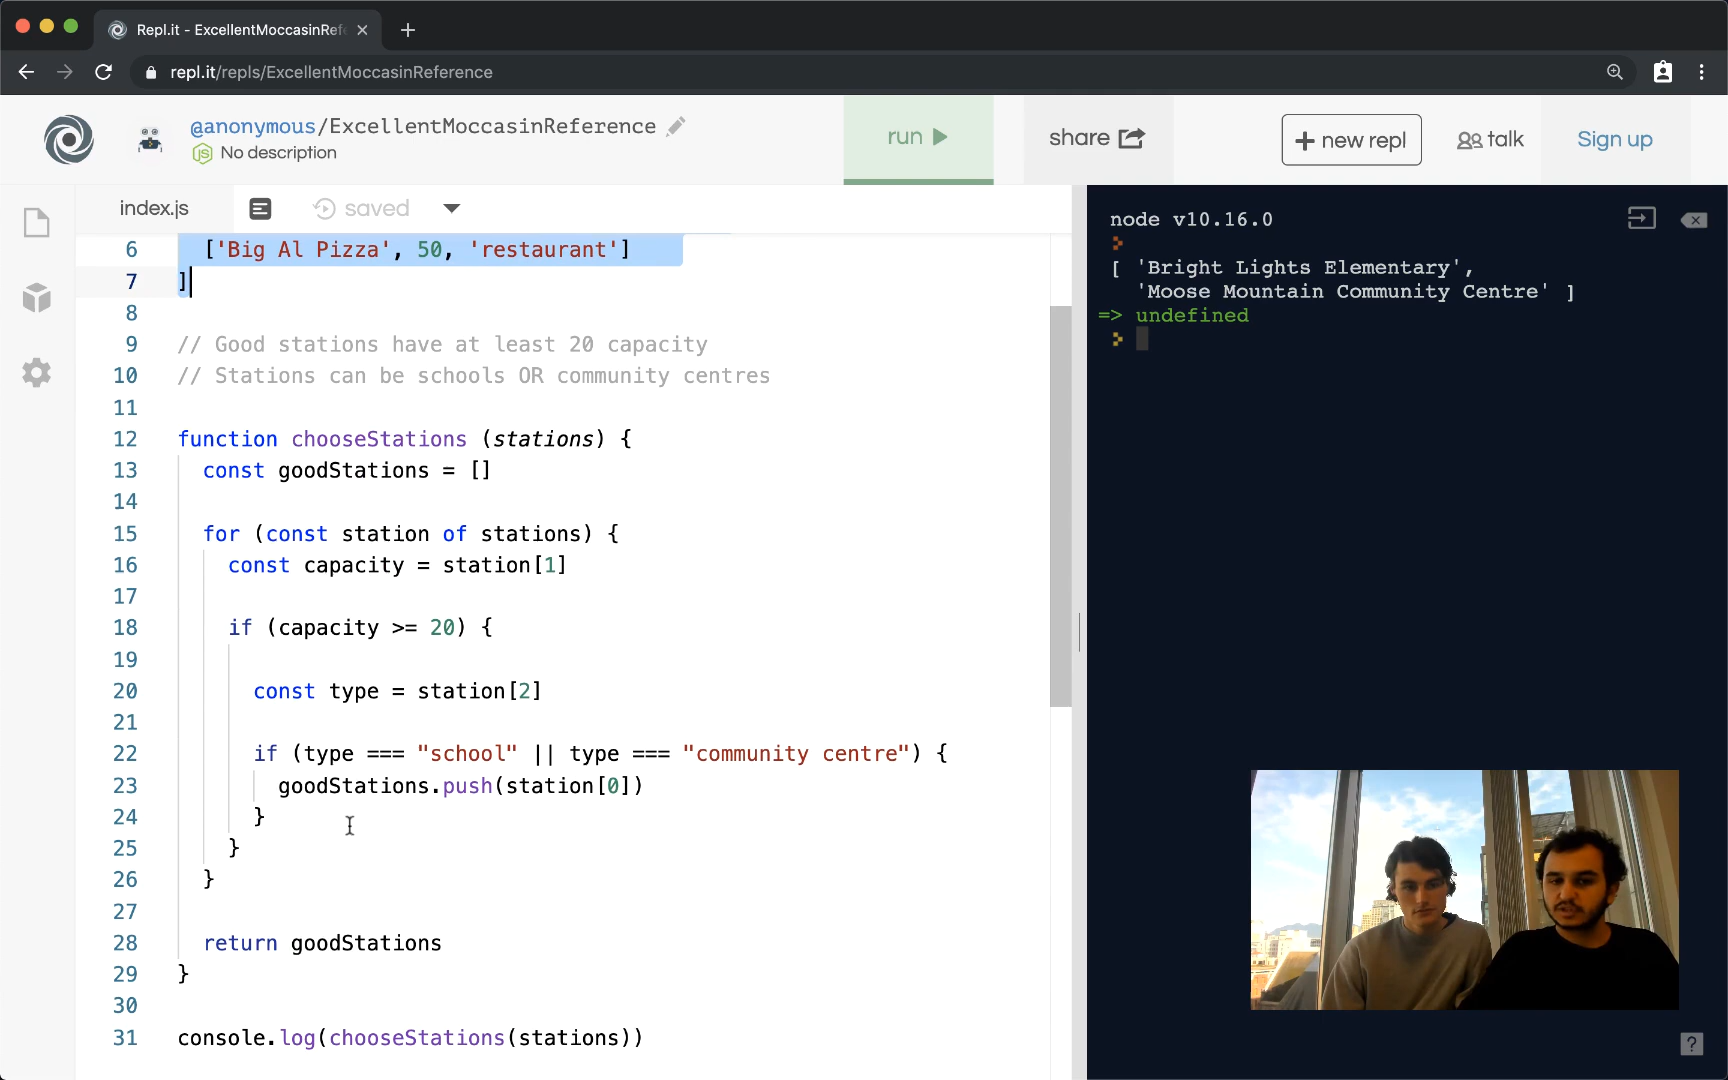 Repl.it - ExcellentMoccasinRef
repl.it/repls/ExcellentMoccasinReference
@anonymous/ExcellentMoccasinReference
No description
run
share
+ new repl
talk
Sign up
index.js
saved
6 ['Big Al Pizza', 50, 'restaurant']
7 ]
8
9 // Good stations have at least 20 capacity
10 // Stations can be schools OR community centres
11
12 function chooseStations (stations) {
13 const goodStations = []
14
15 for (const station of stations) {
16 const capacity = station[1]
17
18 if (capacity >= 20) {
19
20 const type = station[2]
21
22 if (type === "school" || type === "community centre") {
23 goodStations.push(station[0])
24 }
25 }
26 }
27
28 return goodStations
29 }
30
31 console.log(chooseStations(stations))
node v10.16.0
[ 'Bright Lights Elementary',
'Moose Mountain Community Centre' ]
=> undefined
?